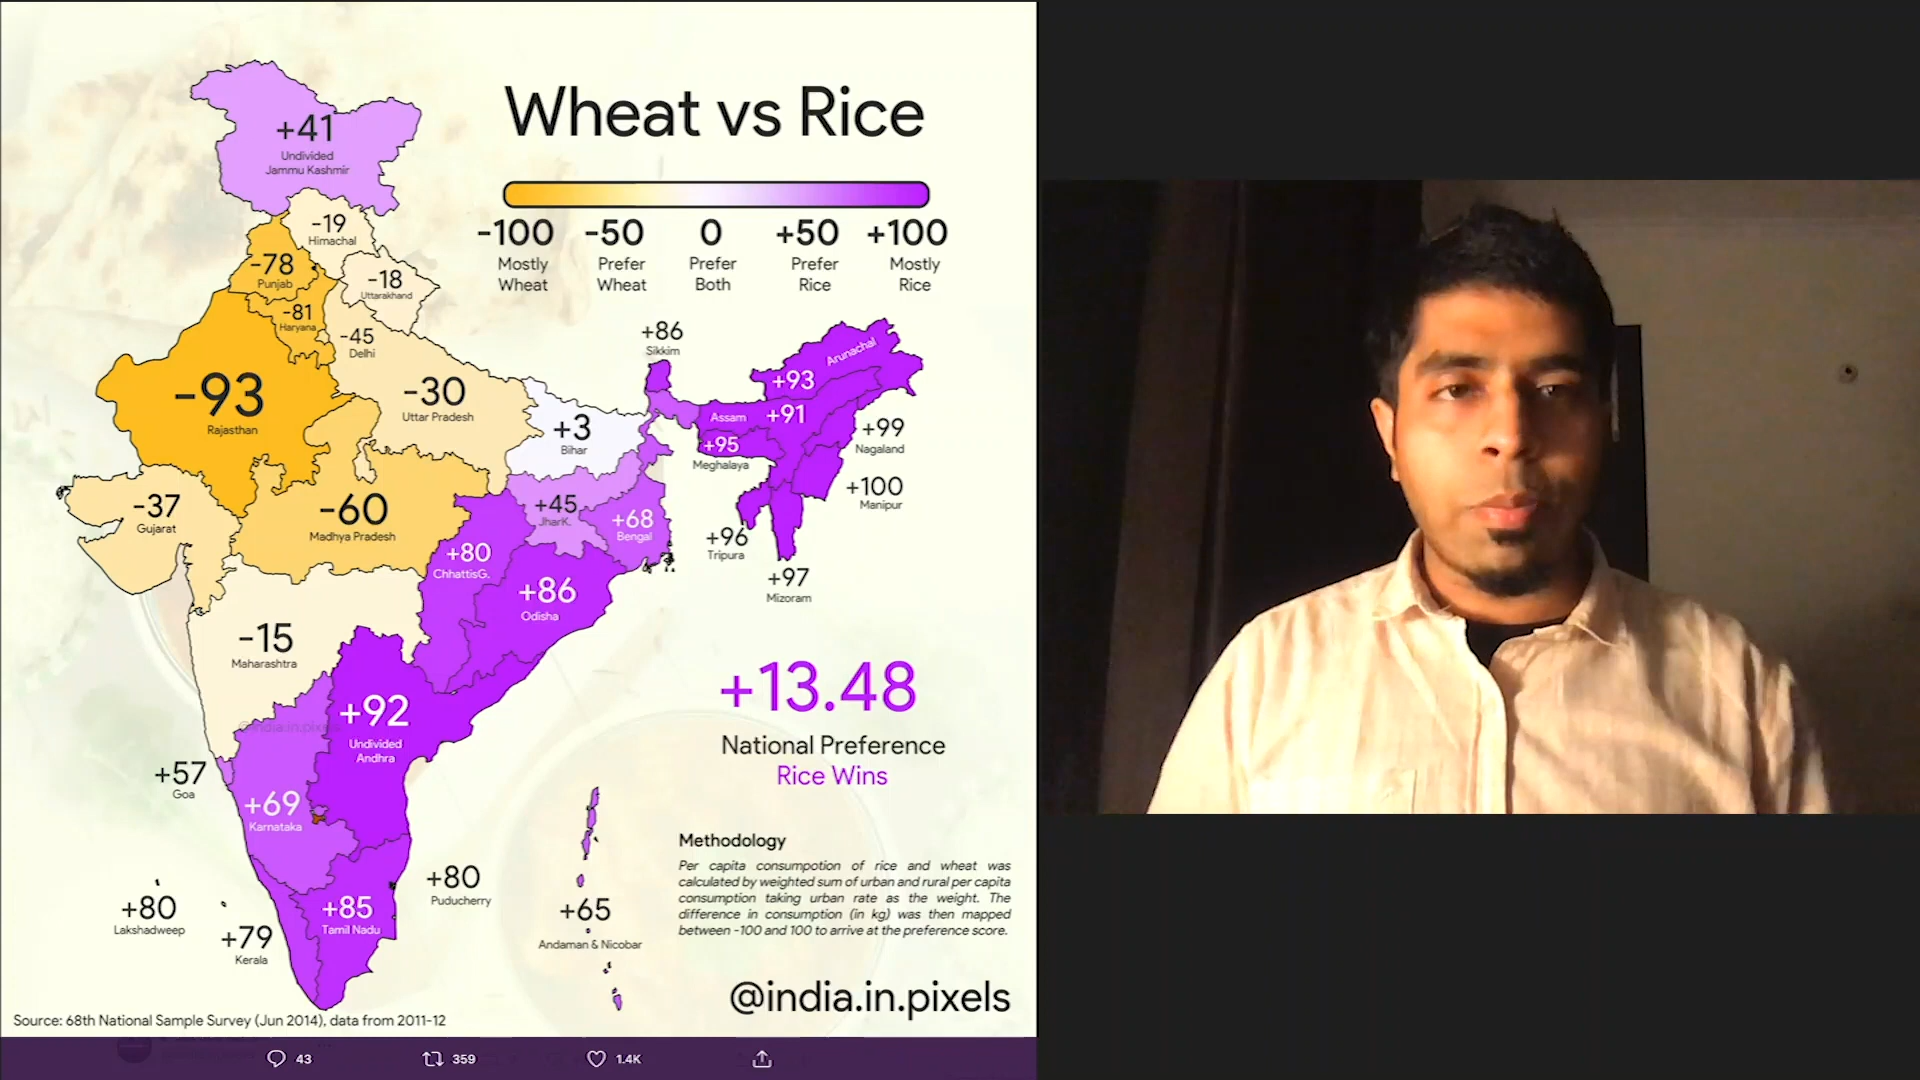 Wheat vs Rice
-100
-50
0
+50
+100
Mostly
Wheat
Prefer
Wheat
Prefer
Both
Prefer
Rice
Mostly
Rice
+41
Undivided
Jammu Kashmir
-19
Himachal
-78
Punjab
-18
Uttarakhand
-81
Haryana
-45
Delhi
-93
Rajasthan
-30
Uttar Pradesh
+3
Bihar
+86
Sikkim
Arunachal
+93
Assam
+91
+95
Meghalaya
+99
Nagaland
+100
Manipur
+96
Tripura
+97
Mizoram
-37
Gujarat
-60
Madhya Pradesh
+45
JharK.
+68
Bengal
+80
ChhattisG.
+86
Odisha
-15
Maharashtra
@india.in.pixels
+92
Undivided
Andhra
+57
Goa
+69
Karnataka
+80
Puducherry
+85
Tamil Nadu
+80
Lakshadweep
+79
Kerala
+65
Andaman & Nicobar
+13.48
National Preference
Rice Wins
Methodology
Per capita consumpotion of rice and wheat was
calculated by weighted sum of urban and rural per capita
consumption taking urban rate as the weight. The
difference in consumption (in kg) was then mapped
between -100 and 100 to arrive at the preference score.
@india.in.pixels
Source: 68th National Sample Survey (Jun 2014), data from 2011-12
43
359
1.4K